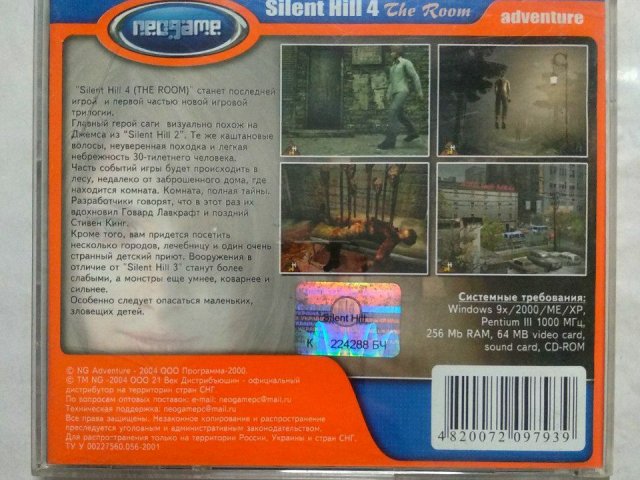 neogame
Silent Hill 4 The Room
adventure
"Silent Hill 4 (THE ROOM)" станет последней
игрой и первой частью новой игровой
трилогии.
Главный герой саги визуально похож на
Джемса из "Silent Hill 2". Те же каштановые
волосы, неуверенная походка и легкая
небрежность 30-тилетнего человека.
Часть событий игры будет происходить в
лесу, недалеко от заброшенного дома, где
находится комната. Комната, полная тайны.
Разработчики говорят, что в этот раз их
вдохновил Говард Лавкрафт и поздний
Стивен Кинг.
Кроме того, вам придется посетить
несколько городов, лечебницу и один очень
странный детский приют. Вооружения в
отличие от "Silent Hill 3" станут более
слабыми, а монстры еще умнее, коварнее и
сильнее.
Особенно следует опасаться маленьких,
зловещих детей.
Silent Hill
К 224288 БЧ
Системные требования:
Windows 9x/2000/ME/XP,
Pentium III 1000 МГц,
256 Mb RAM, 64 MB video card,
sound card, CD-ROM
© NG Adventure - 2004 ООО Программа-2000.
© TM NG -2004 ООО 21 Век Дистрибьюшин - официальный
дистрибутор на территории стран СНГ.
По вопросам оптовых поставок: e-mail: neogamepc@mail.ru
Техническая поддержка: neogamepc@mail.ru
Все права защищены. Незаконное копирование и распространение
преследуется уголовным и административным законодательством.
Для распространения только на территории России, Украины и стран СНГ.
ТУ У 00227560.056-2001
4820072097939